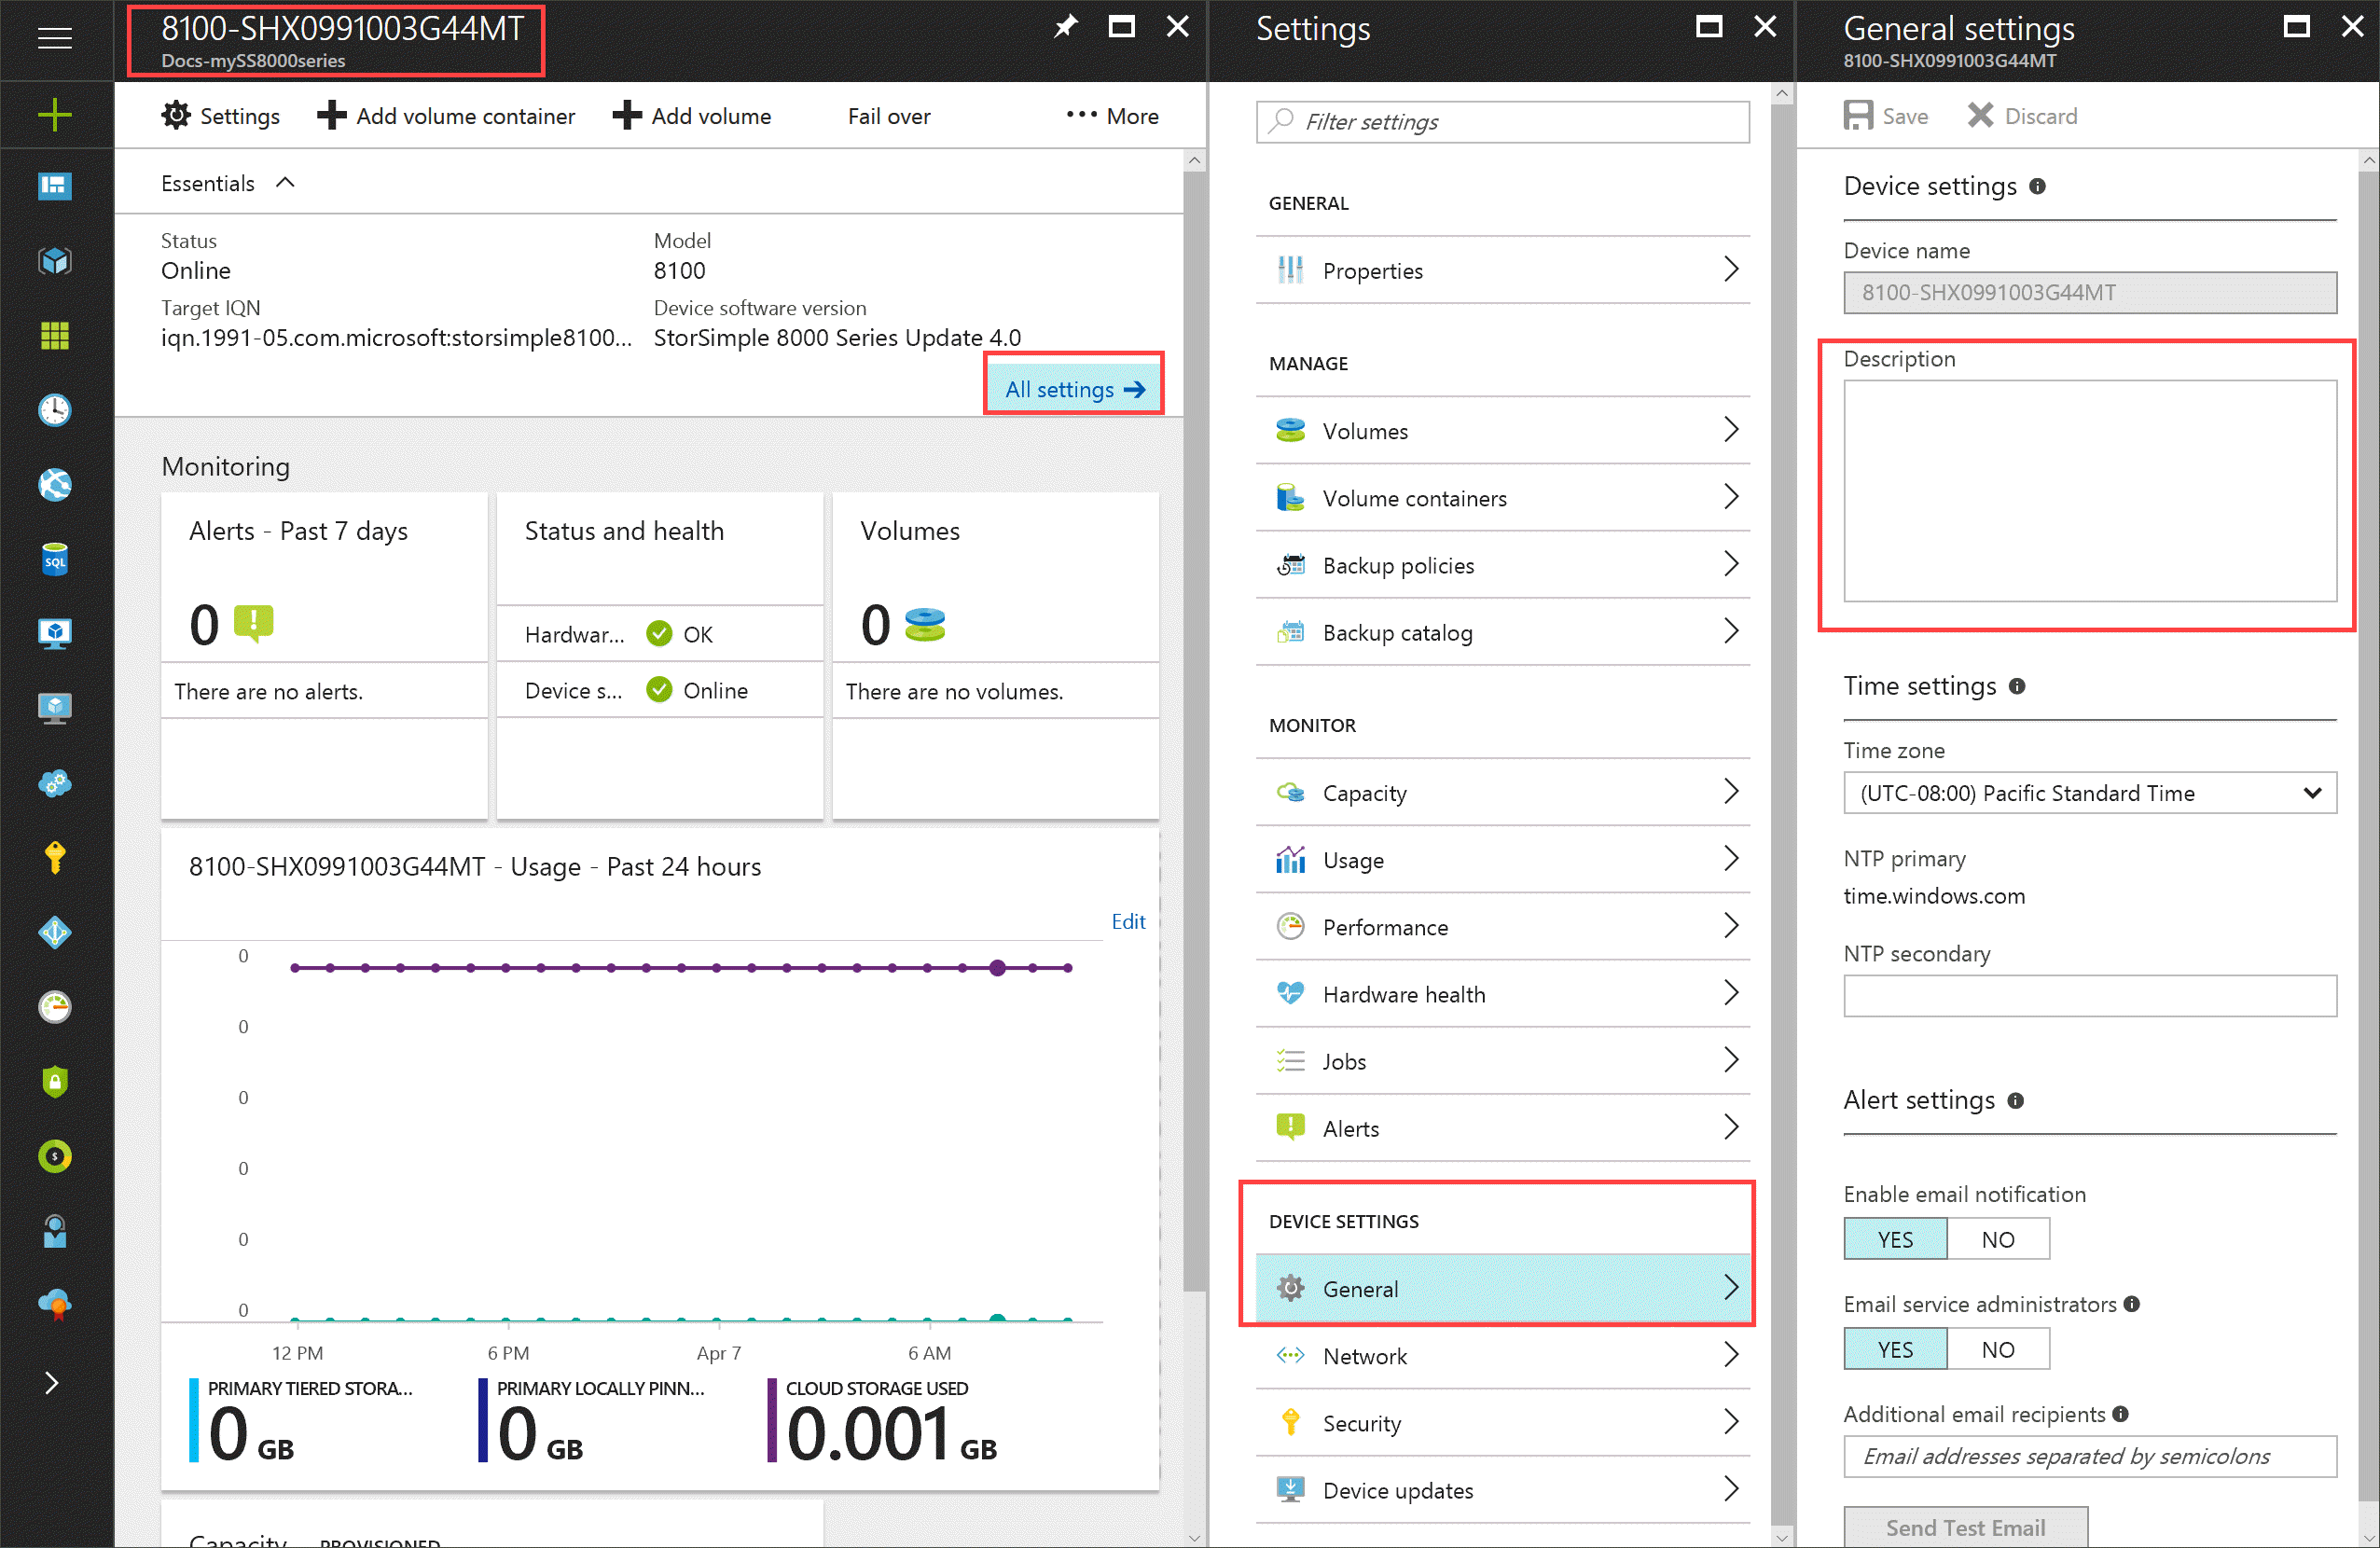 8100-SHX0991003G44MT
Docs-mySS8000series
Settings
Add volume container
Add volume
Fail over
More
Essentials
Status
Online
Model
8100
Target IQN
iqn.1991-05.com.microsoft:storsimple8100...
Device software version
StorSimple 8000 Series Update 4.0
All settings
Monitoring
Alerts - Past 7 days
0
There are no alerts.
Status and health
Hardwar... OK
Device s... Online
Volumes
0
There are no volumes.
8100-SHX0991003G44MT - Usage - Past 24 hours
Edit
0
0
0
0
0
0
12 PM
6 PM
Apr 7
6 AM
PRIMARY TIERED STORA...
0 GB
PRIMARY LOCALLY PINN...
0 GB
CLOUD STORAGE USED
0.001 GB
Capacity PROVISIONED
SQL
Settings
Filter settings
GENERAL
Properties
MANAGE
Volumes
Volume containers
Backup policies
Backup catalog
MONITOR
Capacity
Usage
Performance
Hardware health
Jobs
Alerts
DEVICE SETTINGS
General
Network
Security
Device updates
General settings
8100-SHX0991003G44MT
Save
Discard
Device settings
Device name
8100-SHX0991003G44MT
Description
Time settings
Time zone
(UTC-08:00) Pacific Standard Time
NTP primary
time.windows.com
NTP secondary
Alert settings
Enable email notification
YES NO
Email service administrators
YES NO
Additional email recipients
Email addresses separated by semicolons
Send Test Email